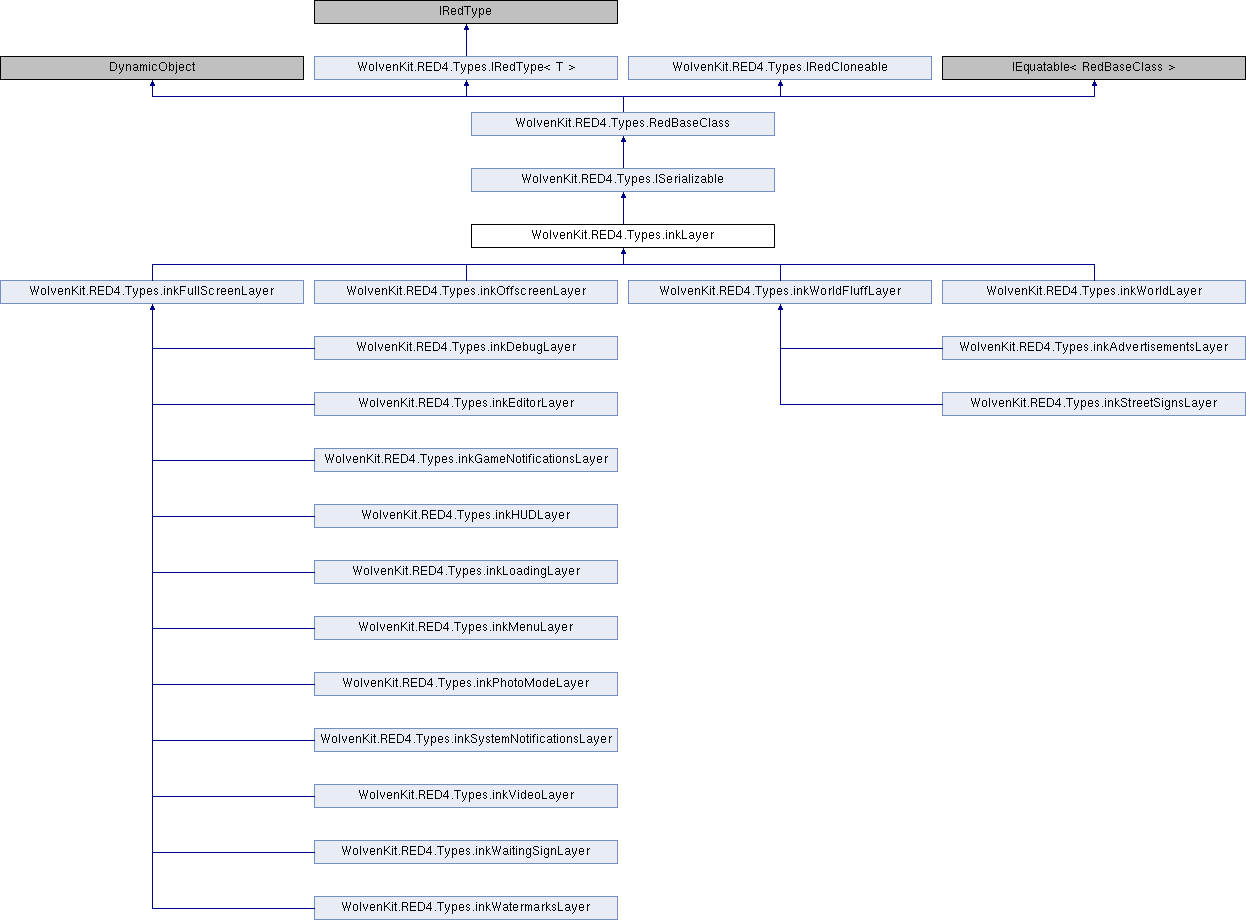 IRedType
DynamicObject
WolvenKit.RED4.Types.IRedType< T >
WolvenKit.RED4.Types.IRedCloneable
IEquatable< RedBaseClass >
WolvenKit.RED4.Types.RedBaseClass
WolvenKit.RED4.Types.ISerializable
WolvenKit.RED4.Types.inkLayer
WolvenKit.RED4.Types.inkFullScreenLayer
WolvenKit.RED4.Types.inkOffscreenLayer
WolvenKit.RED4.Types.inkWorldFluffLayer
WolvenKit.RED4.Types.inkWorldLayer
WolvenKit.RED4.Types.inkDebugLayer
WolvenKit.RED4.Types.inkAdvertisementsLayer
WolvenKit.RED4.Types.inkEditorLayer
WolvenKit.RED4.Types.inkStreetSignsLayer
WolvenKit.RED4.Types.inkGameNotificationsLayer
WolvenKit.RED4.Types.inkHUDLayer
WolvenKit.RED4.Types.inkLoadingLayer
WolvenKit.RED4.Types.inkMenuLayer
WolvenKit.RED4.Types.inkPhotoModeLayer
WolvenKit.RED4.Types.inkSystemNotificationsLayer
WolvenKit.RED4.Types.inkVideoLayer
WolvenKit.RED4.Types.inkWaitingSignLayer
WolvenKit.RED4.Types.inkWatermarksLayer